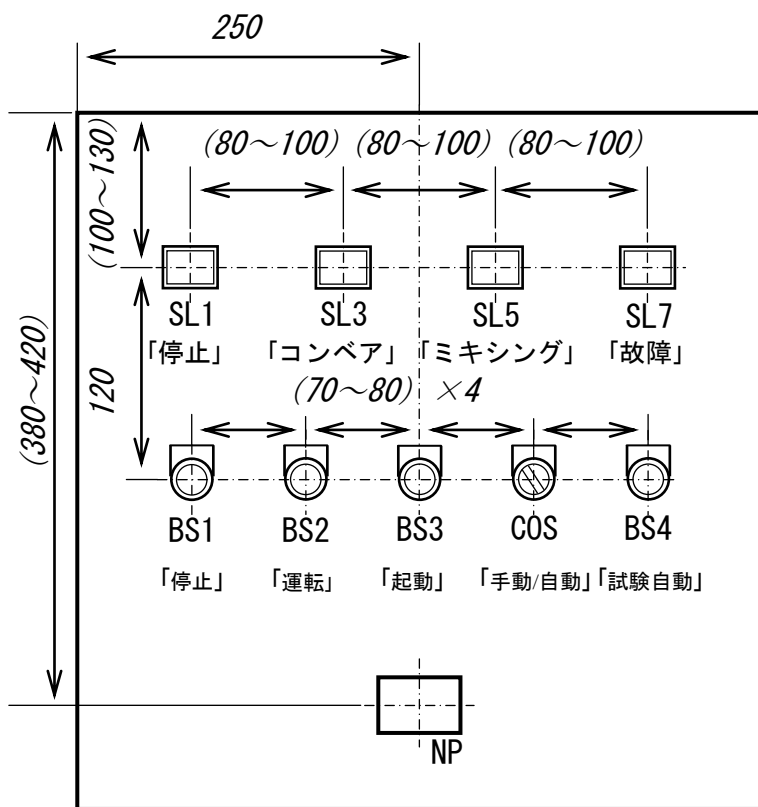 250
(100～130)
(80～100) (80～100) (80～100)
SL1 SL3 SL5 SL7
「停止」 「コンベア」 「ミキシング」 「故障」
(380～420)
120
(70～80) ×4
BS1 BS2 BS3 COS BS4
「停止」 「運転」 「起動」 「手動/自動」 「試験自動」
NP